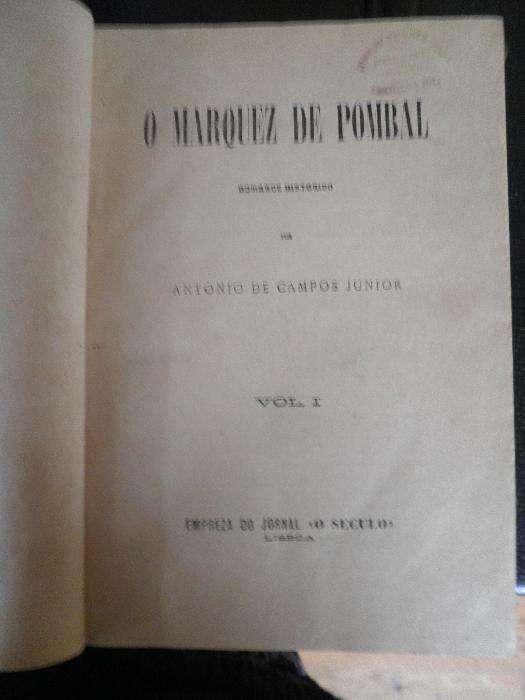 O MARQUEZ DE POMBAL
ROMANCE HISTORICO
POR
ANTONIO DE CAMPOS JUNIOR
VOL. I
EMPREZA DO JORNAL «O SECULO»
LISBOA